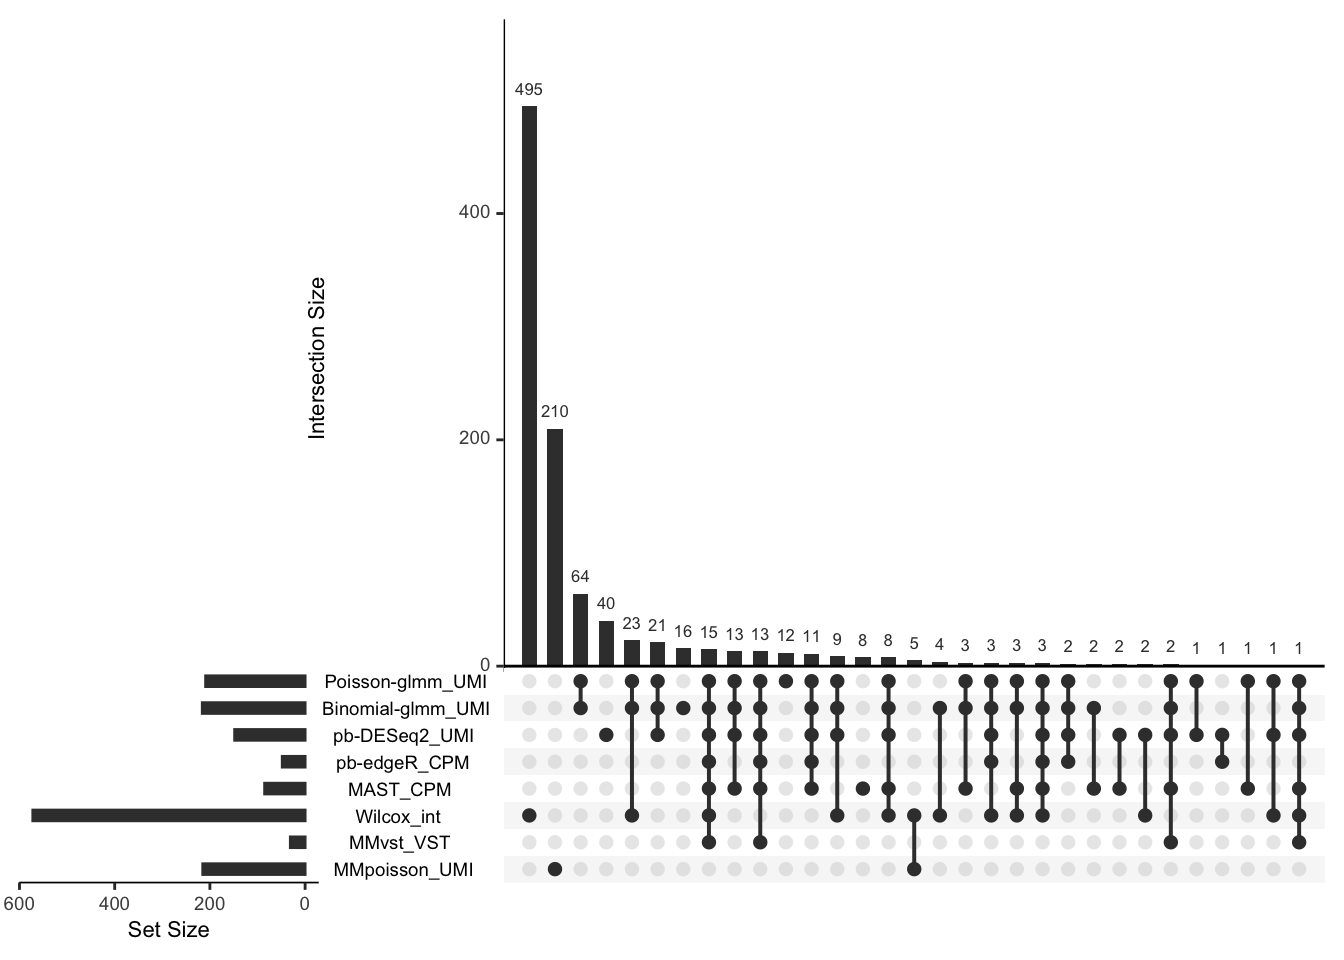 495
210
64
40
23 21 16 15 13 13 12 11 9 8 8 5 4 3 3 3 3 2 2 2 2 2 1 1 1 1 1
400
200
0
Intersection Size
Poisson-glmm_UMI
Binomial-glmm_UMI
pb-DESeq2_UMI
pb-edgeR_CPM
MAST_CPM
Wilcox_int
MMvst_VST
MMpoisson_UMI
600 400 200 0
Set Size